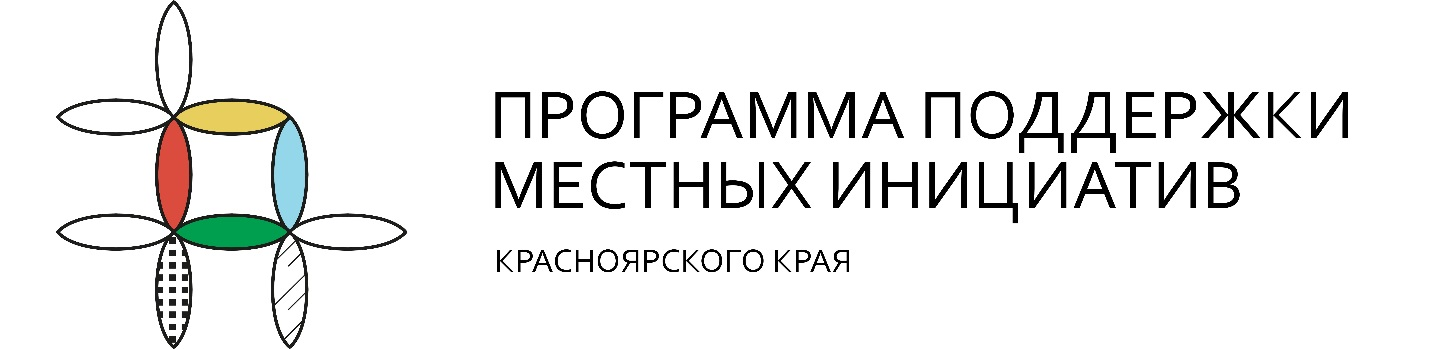 ПРОГРАММА ПОДДЕРЖКИ
МЕСТНЫХ ИНИЦИАТИВ
КРАСНОЯРСКОГО КРАЯ